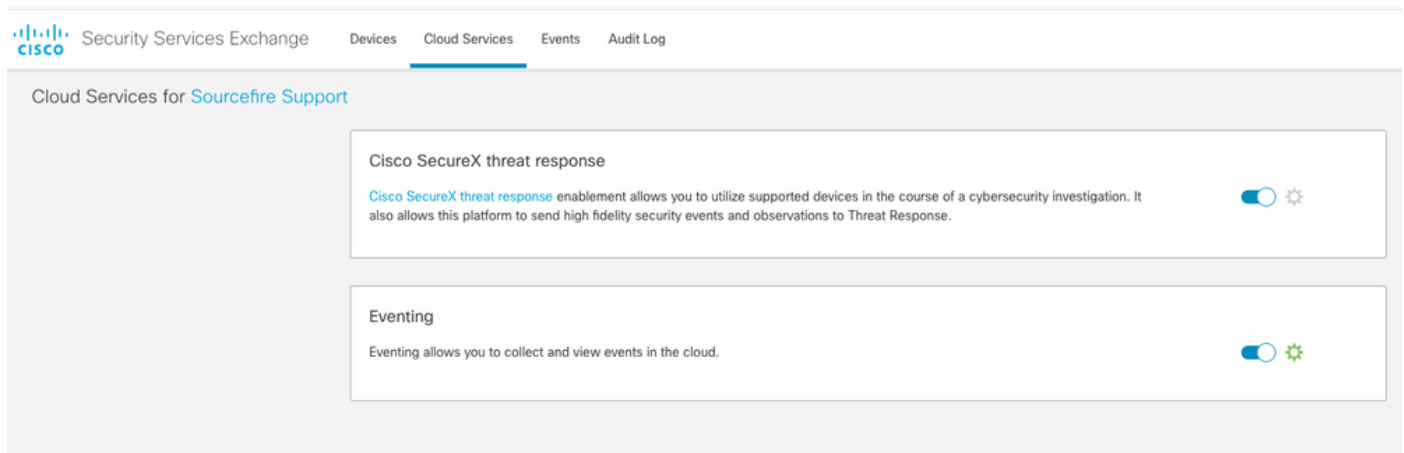 cisco Security Services Exchange Devices Cloud Services Events Audit Log
Cloud Services for Sourcefire Support
Cisco SecureX threat response
Cisco SecureX threat response enablement allows you to utilize supported devices in the course of a cybersecurity investigation. It
also allows this platform to send high fidelity security events and observations to Threat Response.
Eventing
Eventing allows you to collect and view events in the cloud.